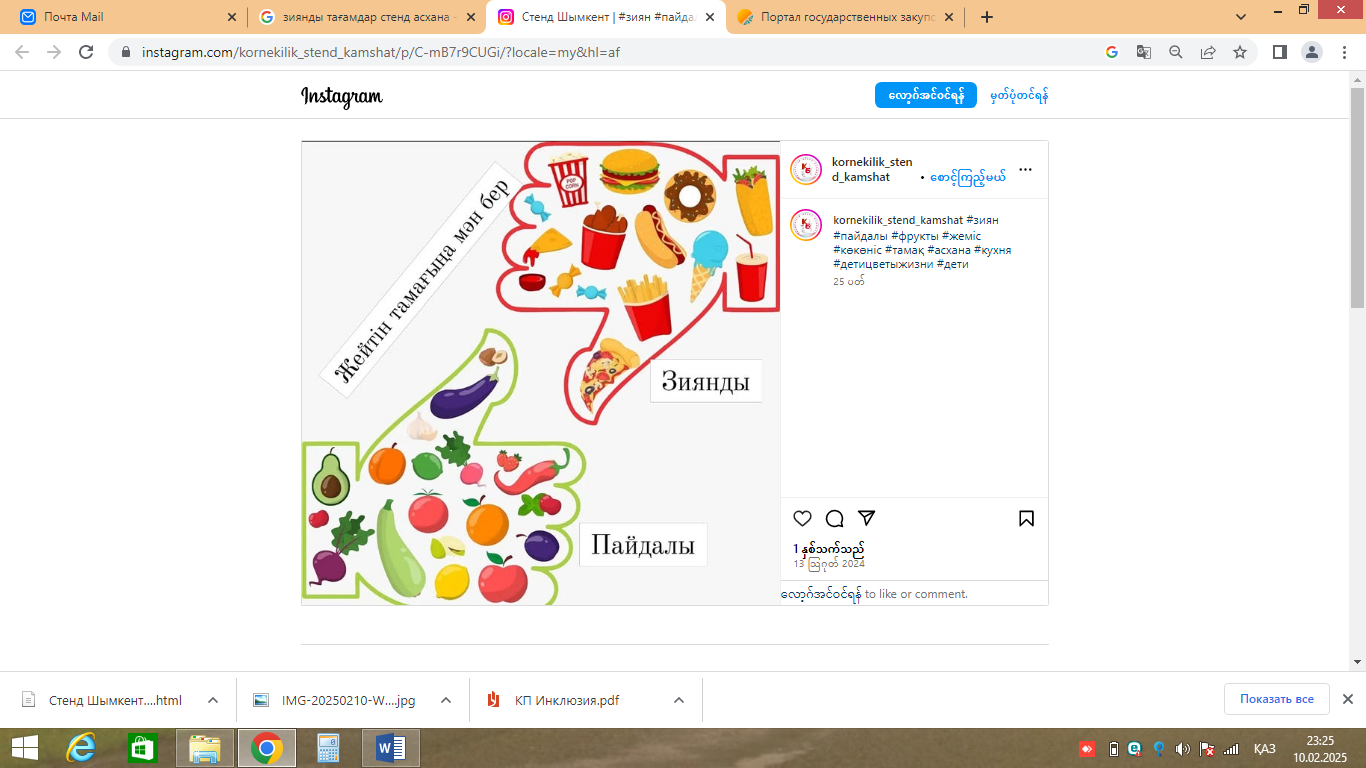 Почта Mail
зиянды тағамдар стенд асхана -
Стенд Шымкент | #зиян #пайда
Портал государственных закуп
instagram.com/kornekilik_stend_kamshat/p/C-mB7r9CUGi/?locale=my&hl=af
Instagram
လော့ဂ်အင်ဝင်ရန်
မှတ်ပုံတင်ရန်
POP CORN
Жейтін тамағыңа мән бер
Зиянды
Пайдалы
kornekilik_sten
d_kamshat • စောင့်ကြည့်မယ်
kornekilik_stend_kamshat #зиян
#пайдалы #фрукты #жеміс
#көкөніс #тамақ #асхана #кухня
#детицветыжизни #дети
25 ပတ်
1 နှစ်သက်သည်
13 ဩဂုတ် 2024
လော့ဂ်အင်ဝင်ရန် to like or comment.
Стенд Шымкент....html
IMG-20250210-W....jpg
КП Инклюзия.pdf
Показать все
ҚАЗ
23:25
10.02.2025